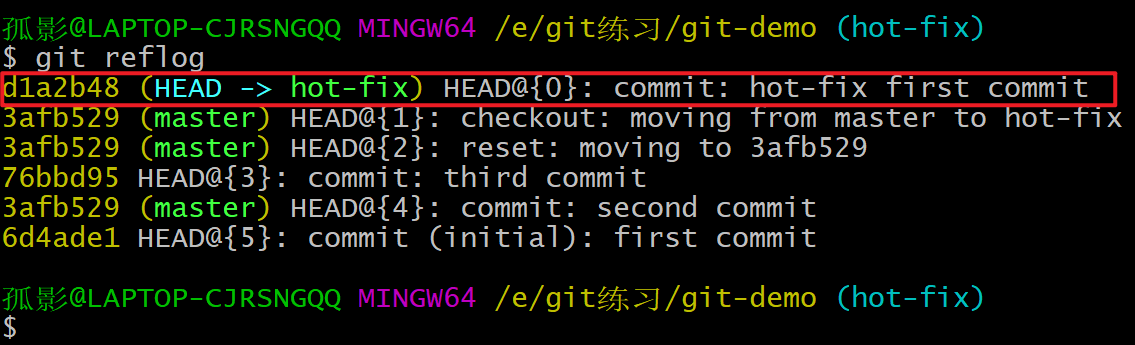 孤影@LAPTOP-CJRSNGQQ MINGW64 /e/git练习/git-demo (hot-fix)
$ git reflog
d1a2b48 (HEAD -> hot-fix) HEAD@{0}: commit: hot-fix first commit
3afb529 (master) HEAD@{1}: checkout: moving from master to hot-fix
3afb529 (master) HEAD@{2}: reset: moving to 3afb529
76bbd95 HEAD@{3}: commit: third commit
3afb529 (master) HEAD@{4}: commit: second commit
6d4ade1 HEAD@{5}: commit (initial): first commit
孤影@LAPTOP-CJRSNGQQ MINGW64 /e/git练习/git-demo (hot-fix)
$